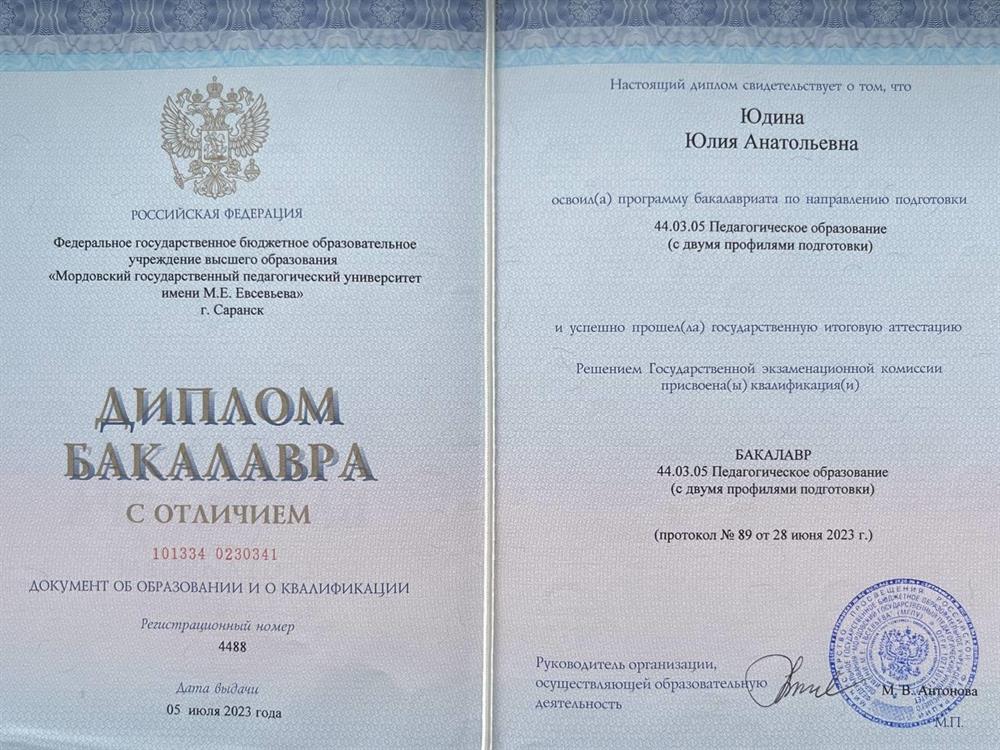 РОССИЙСКАЯ ФЕДЕРАЦИЯ
Федеральное государственное бюджетное образовательное
учреждение высшего образования
«Мордовский государственный педагогический университет
имени М.Е. Евсевьева»
г. Саранск
ДИПЛОМ
БАКАЛАВРА
С ОТЛИЧИЕМ
101334 0230341
ДОКУМЕНТ ОБ ОБРАЗОВАНИИ И О КВАЛИФИКАЦИИ
Регистрационный номер
4488
Дата выдачи
05 июля 2023 года
Настоящий диплом свидетельствует о том, что
Юдина
Юлия Анатольевна
освоил(а) программу бакалавриата по направлению подготовки
44.03.05 Педагогическое образование
(с двумя профилями подготовки)
и успешно прошел(ла) государственную итоговую аттестацию
Решением Государственной экзаменационной комиссии
присвоена(ы) квалификация(и)
БАКАЛАВР
44.03.05 Педагогическое образование
(с двумя профилями подготовки)
(протокол № 89 от 28 июня 2023 г.)
Руководитель организации,
осуществляющей образовательную
деятельность
М. В. Антонова
М.П.